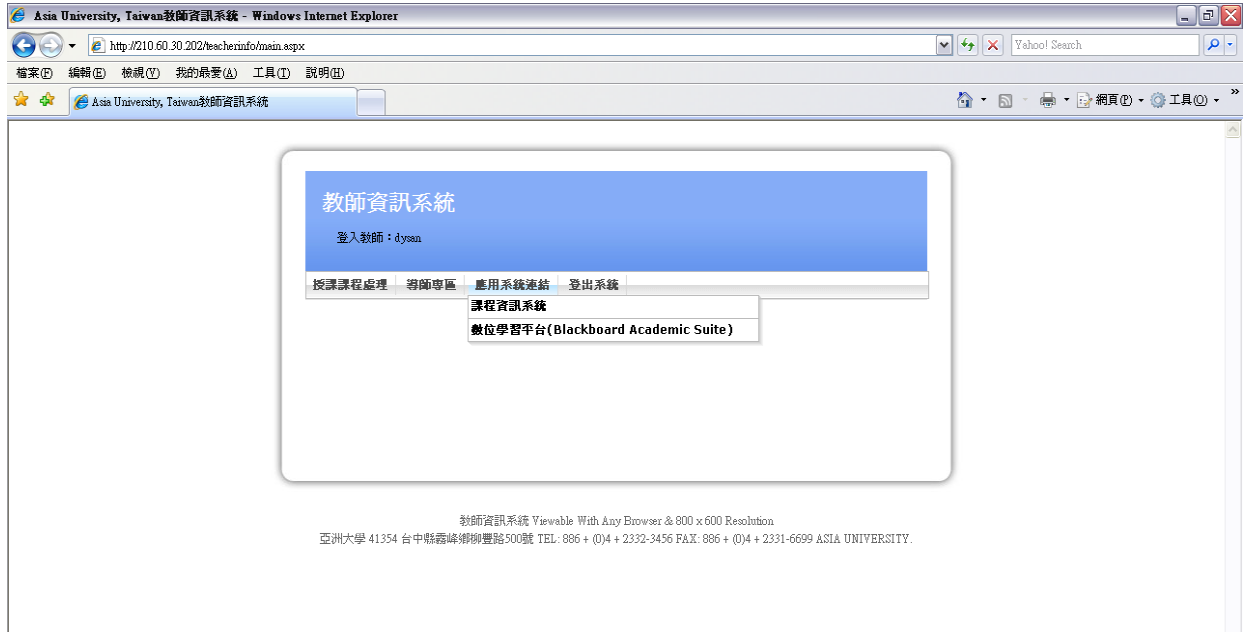 Asia University, Taiwan教師資訊系統 - Windows Internet Explorer
http://210.60.30.202/teacherinfo/main.aspx
Yahoo! Search
檔案(F) 編輯(E) 檢視(V) 我的最愛(A) 工具(T) 說明(H)
Asia University, Taiwan教師資訊系統
網頁(P) 工具(O)
教師資訊系統
登入教師：dysan
授課課程處理 導師專區 應用系統連結 登出系統
課程資訊系統
數位學習平台(Blackboard Academic Suite)
教師資訊系統 Viewable With Any Browser & 800 x 600 Resolution
亞洲大學 41354 台中縣霧峰鄉柳豐路500號 TEL: 886 + (0)4 + 2332-3456 FAX: 886 + (0)4 + 2331-6699 ASIA UNIVERSITY.